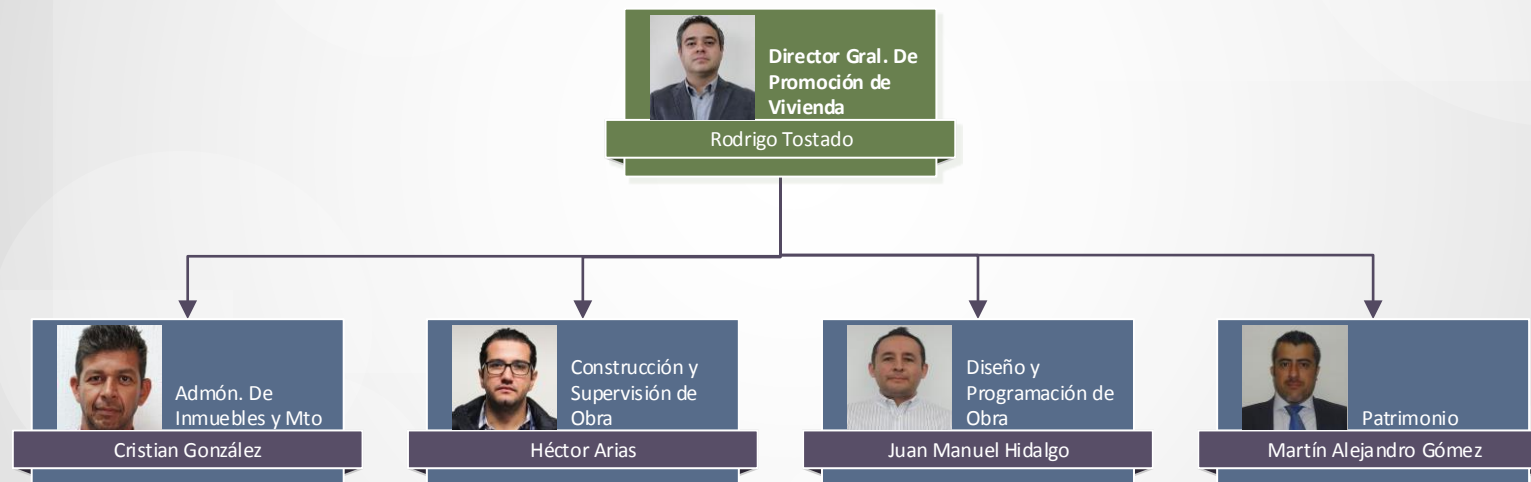 Director Gral. De
Promoción de
Vivienda
Rodrigo Tostado
Admón. De
Inmuebles y Mto
Cristian González
Construcción y
Supervisión de
Obra
Héctor Arias
Diseño y
Programación de
Obra
Juan Manuel Hidalgo
Patrimonio
Martín Alejandro Gómez